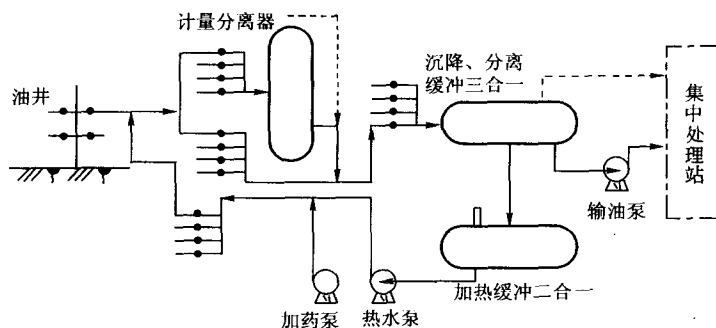 计量分离器
油井
沉降、分离
缓冲三合一
集中处理站
输油泵
加热缓冲二合一
加药泵
热水泵